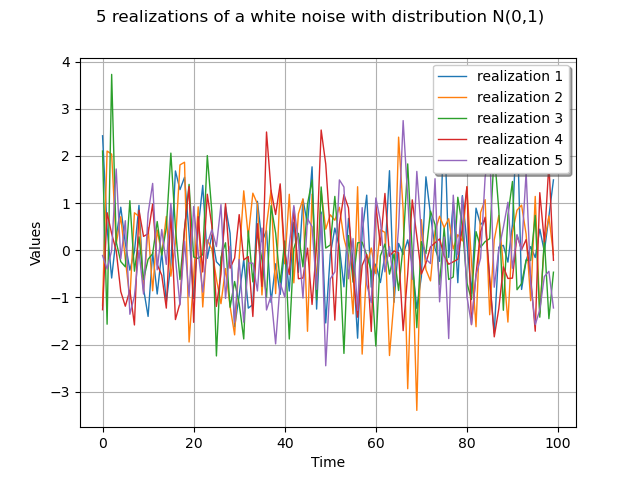 5 realizations of a white noise with distribution N(0,1)
4
3
2
1
0
−1
−2
−3
Values
realization 1
realization 2
realization 3
realization 4
realization 5
0
20
40
60
80
100
Time